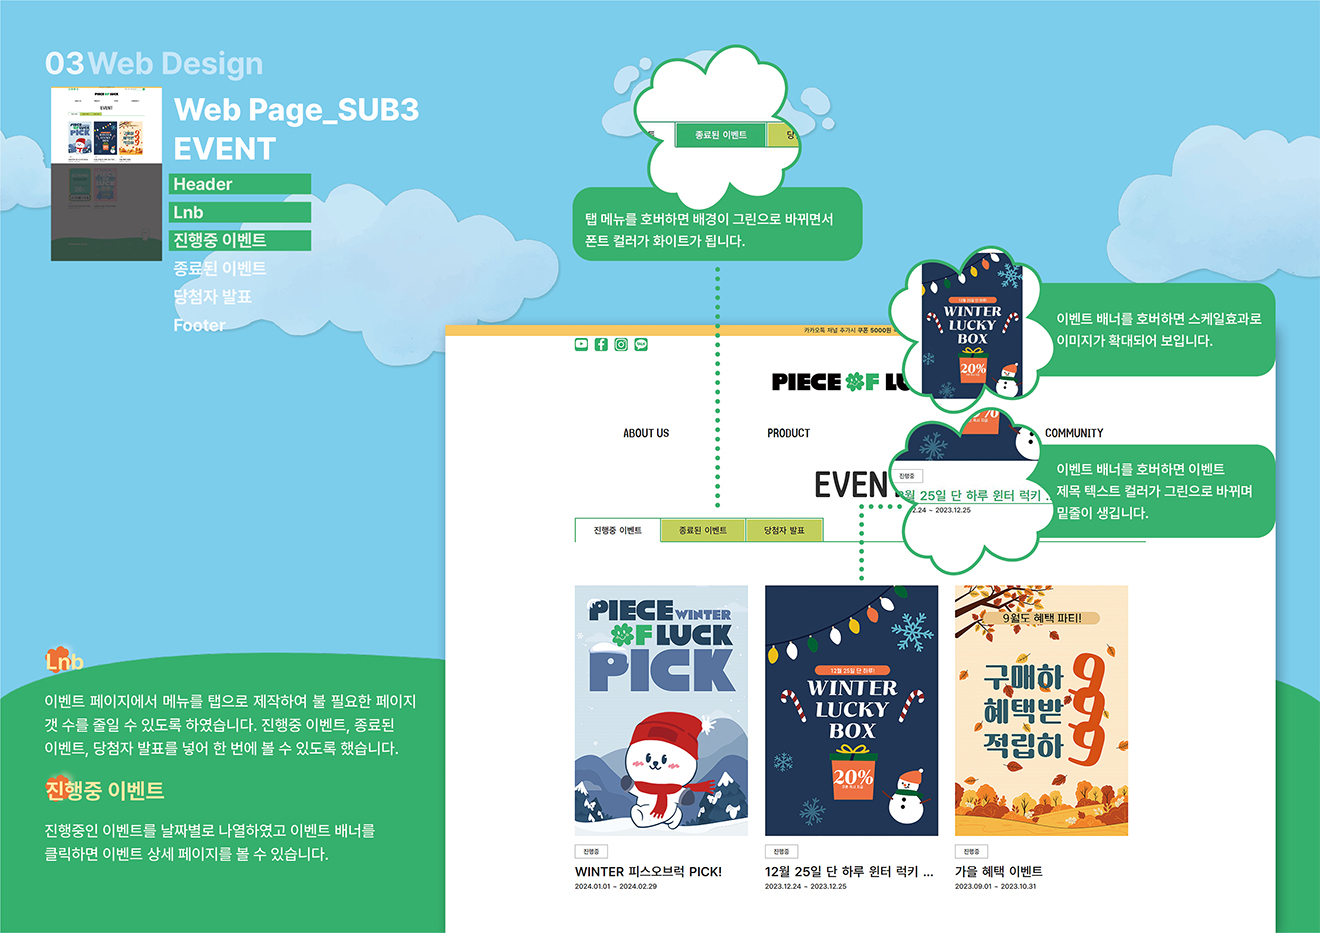 03 Web Design
Web Page_SUB3
EVENT
Header
Lnb
진행중 이벤트
종료된 이벤트
당첨자 발표
Footer
PIECE OF LUCK
EVENT
종료된 이벤트
당
탭 메뉴를 호버하면 배경이 그린으로 바뀌면서
폰트 컬러가 화이트가 됩니다.
12월 25일 단 하루!
WINTER
LUCKY
BOX
20%
이벤트 배너를 호버하면 스케일효과로
이미지가 확대되어 보입니다.
진행중
월 25일 단 하루 윈터 럭키 ..
2.24 ~ 2023.12.25
이벤트 배너를 호버하면 이벤트
제목 텍스트 컬러가 그린으로 바뀌며
밑줄이 생깁니다.
카카오톡 채널 추가시 쿠폰 5000원
PIECE OF LU
ABOUT US
PRODUCT
COMMUNITY
EVEN
진행중 이벤트
종료된 이벤트
당첨자 발표
PIECE WINTER
OF LUCK
PICK
12월 25일 단 하루!
WINTER
LUCKY
BOX
20%
9월도 혜택 파티!
구매하9
혜택받9
적립하9
진행중
WINTER 피스오브럭 PICK!
2024.01.01 ~ 2024.02.29
진행중
12월 25일 단 하루 윈터 럭키 ...
2023.12.24 ~ 2023.12.25
진행중
가을 혜택 이벤트
2023.09.01 ~ 2023.10.31
Lnb
이벤트 페이지에서 메뉴를 탭으로 제작하여 불 필요한 페이지
갯 수를 줄일 수 있도록 하였습니다. 진행중 이벤트, 종료된
이벤트, 당첨자 발표를 넣어 한 번에 볼 수 있도록 했습니다.
진행중 이벤트
진행중인 이벤트를 날짜별로 나열하였고 이벤트 배너를
클릭하면 이벤트 상세 페이지를 볼 수 있습니다.